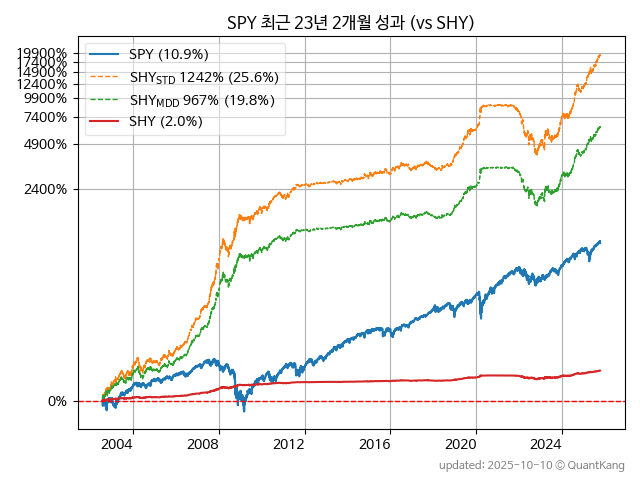 SPY 최근 23년 2개월 성과 (vs SHY)
19900%
17400%
14900%
12400%
9900%
7400%
4900%
2400%
0%
SPY (10.9%)
SHY_STD 1242% (25.6%)
SHY_MDD 967% (19.8%)
SHY (2.0%)
2004 2008 2012 2016 2020 2024
updated: 2025-10-10 © QuantKang